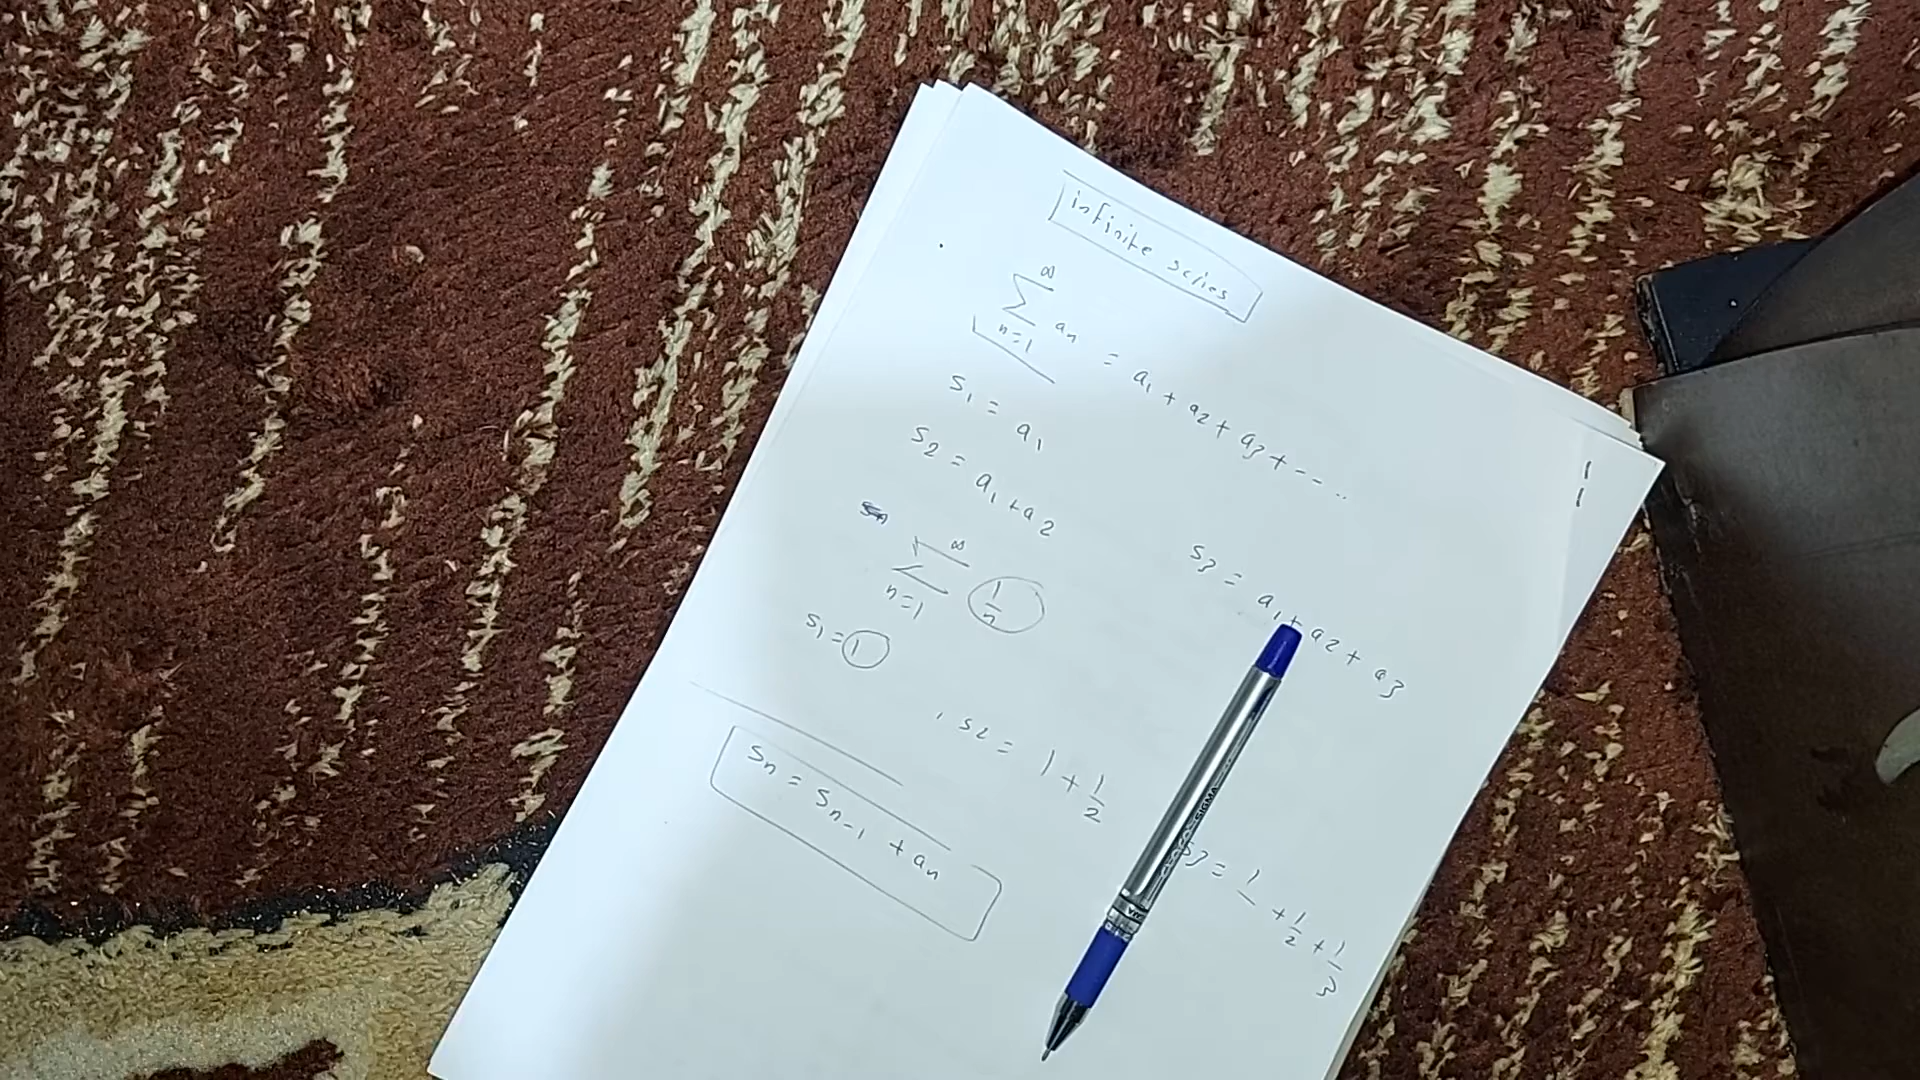 infinite series
∞
∑ an = a1 + a2 + a3 + - - ..
n=1
s1 = a1
s2 = a1 + a2
s3 = a1 + a2 + a3
∞
∑ 1/n
n=1
s1 = 1
, s2 = 1 + 1/2
s3 = 1 + 1/2 + 1/3
sn = sn-1 + an